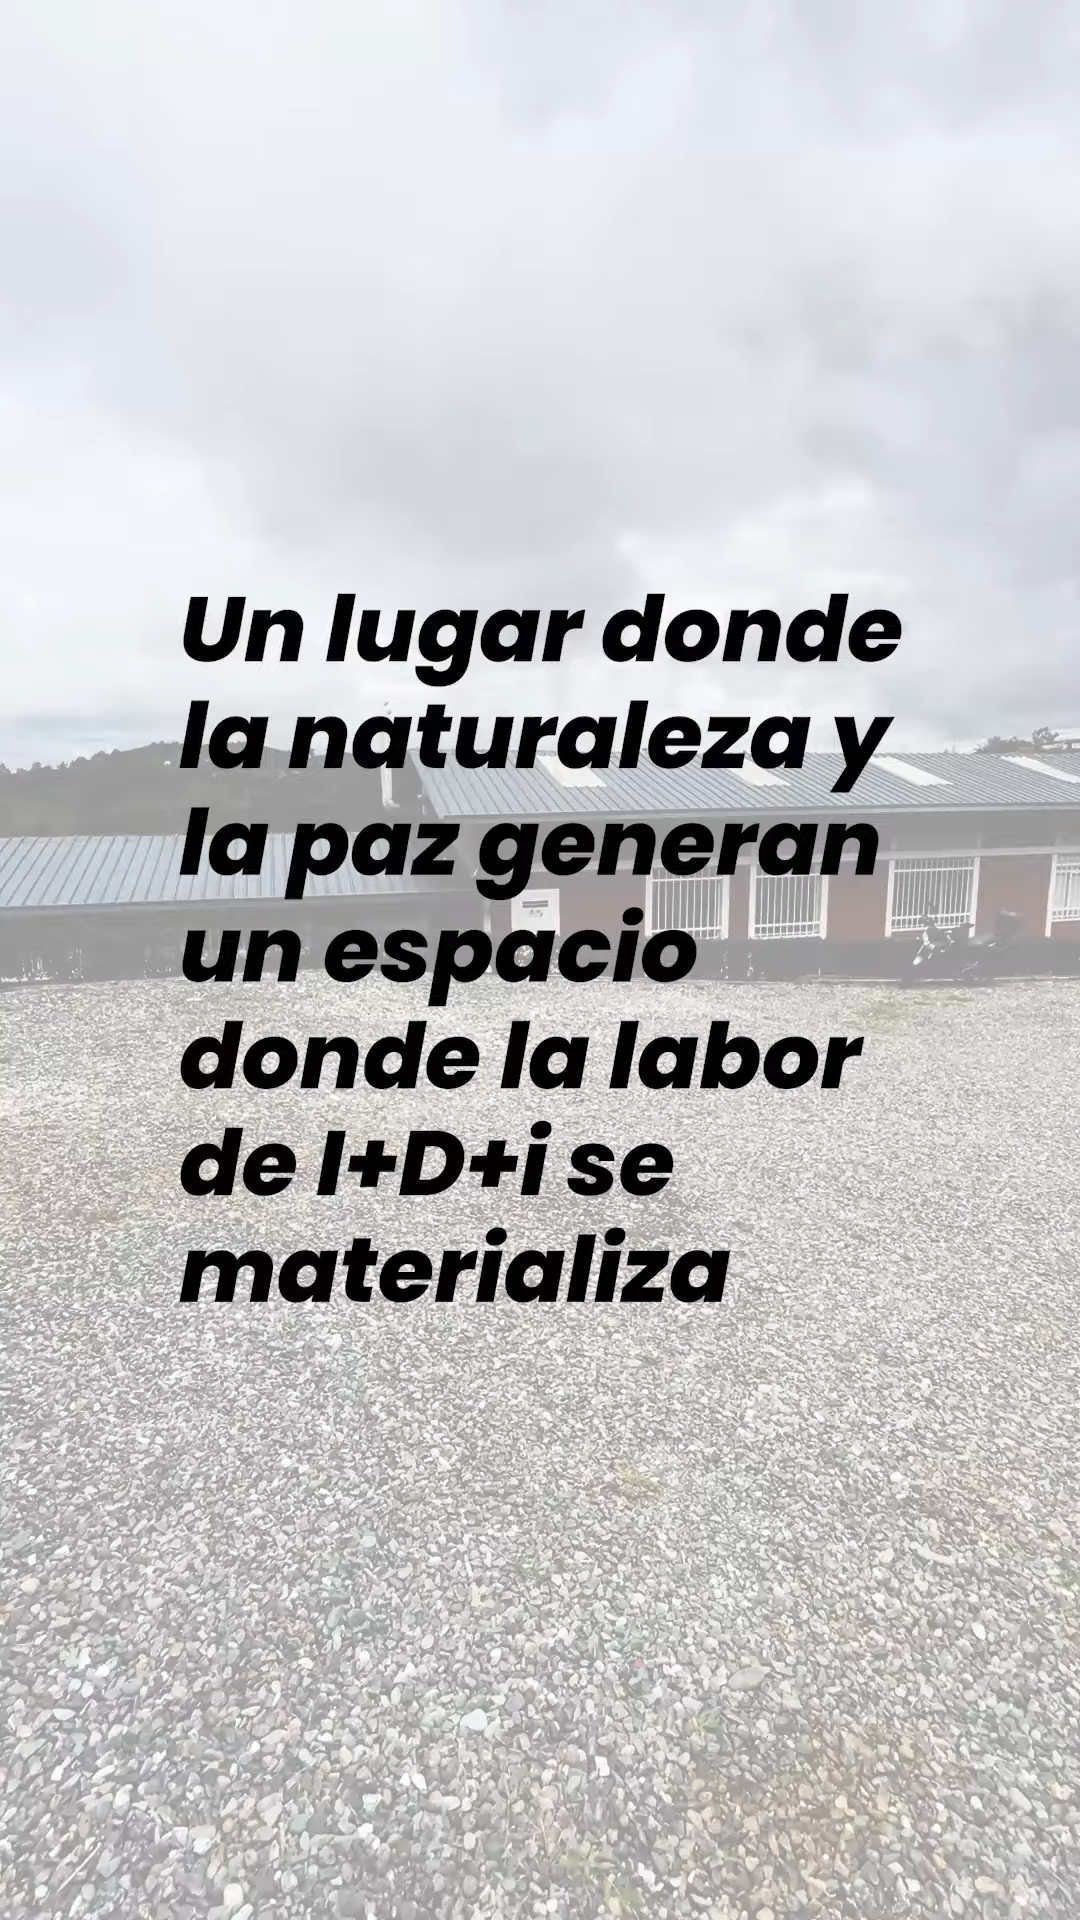 Un lugar donde
la naturaleza y
la paz generan
un espacio
donde la labor
de I+D+i se
materializa